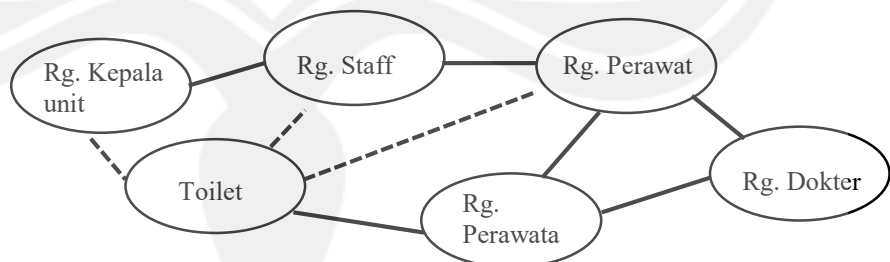 Rg. Kepala
unit
Rg. Staff
Rg. Perawat
Toilet
Rg.
Perawata
Rg. Dokter